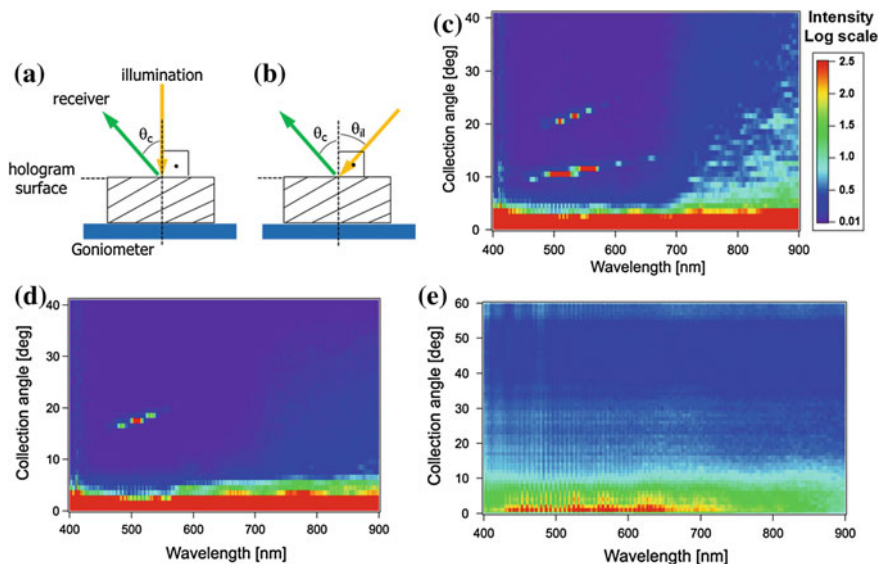 (a)
illumination
receiver
θc
hologram
surface
Goniometer
(b)
θc
θil
(c)
Collection angle [deg]
40
30
20
10
0
400 500 600 700 800 900
Wavelength [nm]
Intensity
Log scale
2.5
2.0
1.5
1.0
0.5
0.01
(d)
Collection angle [deg]
40
30
20
10
0
400 500 600 700 800 900
Wavelength [nm]
(e)
Collection angle [deg]
60
50
40
30
20
10
0
400 500 600 700 800 900
Wavelength [nm]